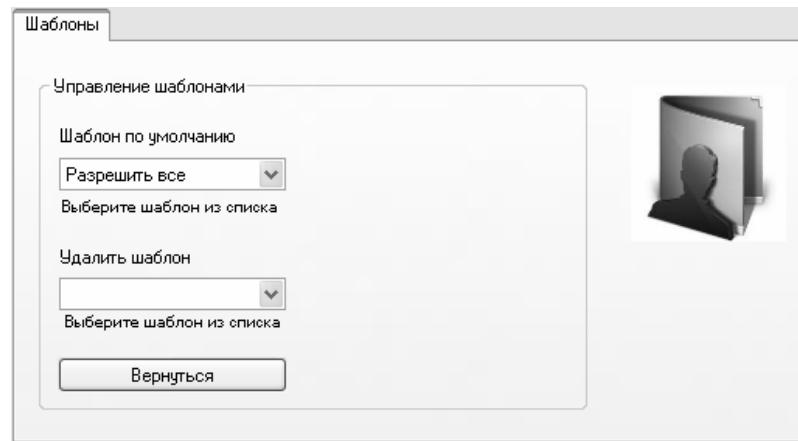 Шаблоны
Управление шаблонами
Шаблон по умолчанию
Разрешить все
Выберите шаблон из списка
Удалить шаблон
Выберите шаблон из списка
Вернуться